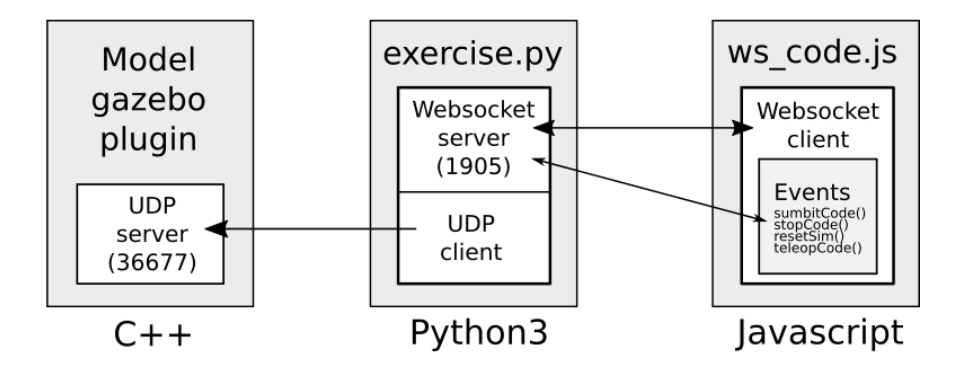 Model
gazebo
plugin
UDP
server
(36677)
C++
exercise.py
Websocket
server
(1905)
UDP
client
Python3
ws_code.js
Websocket
client
Events
sumbitCode()
stopCode()
resetSim()
teleopCode()
Javascript